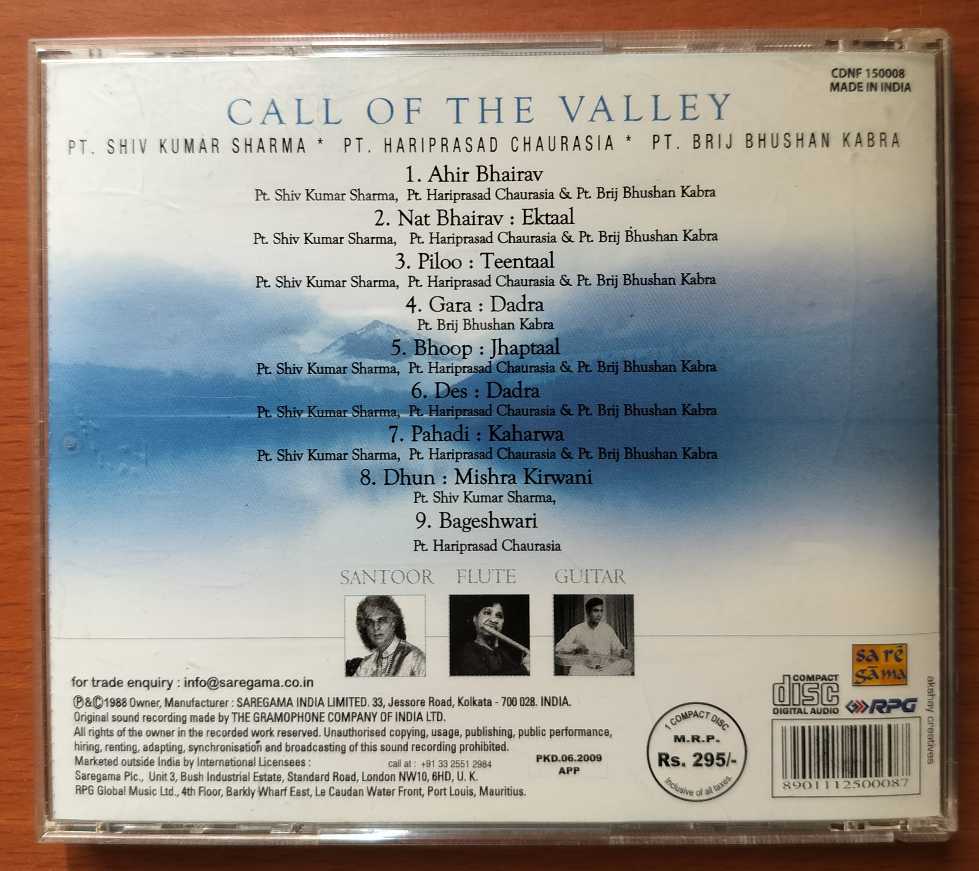 CDNF 150008
MADE IN INDIA
CALL OF THE VALLEY
PT. SHIV KUMAR SHARMA * PT. HARIPRASAD CHAURASIA * PT. BRIJ BHUSHAN KABRA
1. Ahir Bhairav
Pt. Shiv Kumar Sharma, Pt. Hariprasad Chaurasia & Pt. Brij Bhushan Kabra
2. Nat Bhairav : Ektaal
Pt. Shiv Kumar Sharma, Pt. Hariprasad Chaurasia & Pt. Brij Bhushan Kabra
3. Piloo : Teentaal
Pt. Shiv Kumar Sharma, Pt. Hariprasad Chaurasia & Pt. Brij Bhushan Kabra
4. Gara : Dadra
Pt. Brij Bhushan Kabra
5. Bhoop : Jhaptaal
Pt. Shiv Kumar Sharma, Pt. Hariprasad Chaurasia & Pt. Brij Bhushan Kabra
6. Des : Dadra
Pt. Shiv Kumar Sharma, Pt. Hariprasad Chaurasia & Pt. Brij Bhushan Kabra
7. Pahadi : Kaharwa
Pt. Shiv Kumar Sharma, Pt. Hariprasad Chaurasia & Pt. Brij Bhushan Kabra
8. Dhun : Mishra Kirwani
Pt. Shiv Kumar Sharma,
9. Bageshwari
Pt. Hariprasad Chaurasia
SANTOOR FLUTE GUITAR
for trade enquiry : info@saregama.co.in
℗&©1988 Owner, Manufacturer : SAREGAMA INDIA LIMITED. 33, Jessore Road, Kolkata - 700 028. INDIA.
Original sound recording made by THE GRAMOPHONE COMPANY OF INDIA LTD.
All rights of the owner in the recorded work reserved. Unauthorised copying, usage, publishing, public performance,
hiring, renting, adapting, synchronisation and broadcasting of this sound recording prohibited.
Marketed outside India by International Licensees : call at : +91 33 2551 2984
Saregama Plc., Unit 3, Bush Industrial Estate, Standard Road, London NW10, 6HD, U. K.
RPG Global Music Ltd., 4th Floor, Barkly Wharf East, Le Caudan Water Front, Port Louis, Mauritius.
PKD.06.2009
APP
1 COMPACT DISC
M.R.P.
Rs. 295/-
Inclusive of all taxes.
COMPACT
disc
DIGITAL AUDIO
sa rē
gāma
RPG
8901112500087
akshay creatives